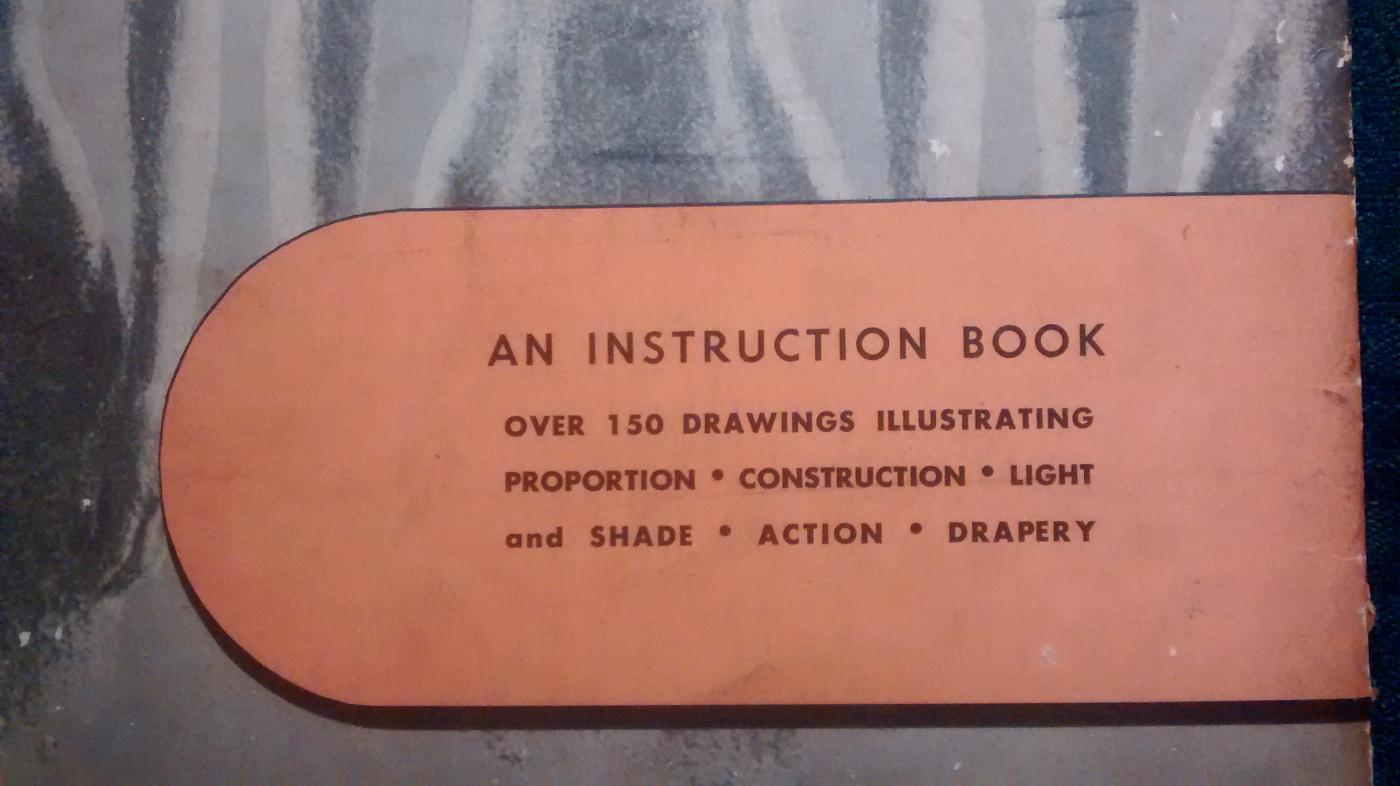 AN INSTRUCTION BOOK
OVER 150 DRAWINGS ILLUSTRATING
PROPORTION • CONSTRUCTION • LIGHT
and SHADE • ACTION • DRAPERY